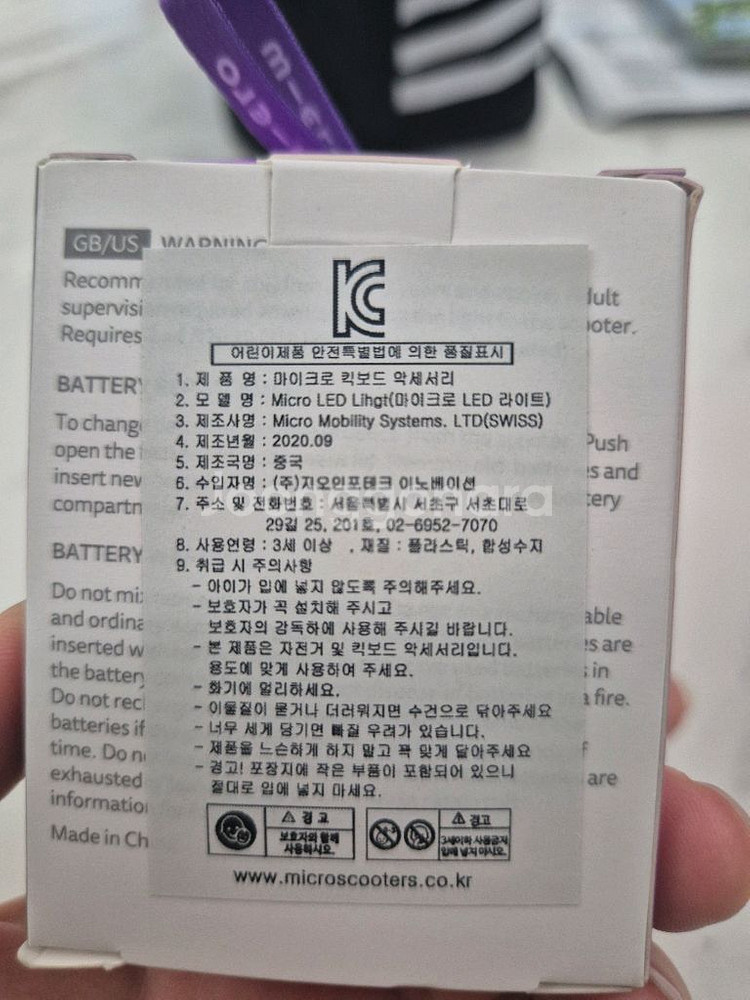 m-cro
GB/US WARNING
Recomm
dult
supervisi
ooter.
Requires
BATTERY
To chang
Push
open the
s and
insert new
tery
compartm
BATTERY
Do not mix
able
and ordina
s are
inserted w
in
the battery
a fire.
Do not reci
batteries if
time. Do n
exhausted
are
information
Made in Ch
KC
어린이제품 안전특별법에 의한 품질표시
1. 제 품 명 : 마이크로 킥보드 악세서리
2. 모 델 명 : Micro LED Lihgt(마이크로 LED 라이트)
3. 제조사명 : Micro Mobility Systems. LTD(SWISS)
4. 제조년월 : 2020.09
5. 제조국명 : 중국
6. 수입자명 : (주)지오인포테크 이노베이션
7. 주소 및 전화번호 : 서울특별시 서초구 서초대로
29길 25, 201호, 02-6952-7070
8. 사용연령 : 3세 이상 , 재질 : 플라스틱, 합성수지
9. 취급 시 주의사항
- 아이가 입에 넣지 않도록 주의해주세요.
- 보호자가 꼭 설치해 주시고
보호자의 감독하에 사용해 주시길 바랍니다.
- 본 제품은 자전거 및 킥보드 악세서리입니다.
용도에 맞게 사용하여 주세요.
- 화기에 멀리하세요.
- 이물질이 묻거나 더러워지면 수건으로 닦아주세요
- 너무 세게 당기면 빠질 우려가 있습니다.
- 제품을 느슨하게 하지 말고 꽉 맞게 달아주세요
- 경고! 포장지에 작은 부품이 포함되어 있으니
절대로 입에 넣지 마세요.
⚠ 경 고
보호자와 함께
사용하시요.
⚠ 경고
3세이하 사용금지
입에 넣지 마시오.
www.microscooters.co.kr